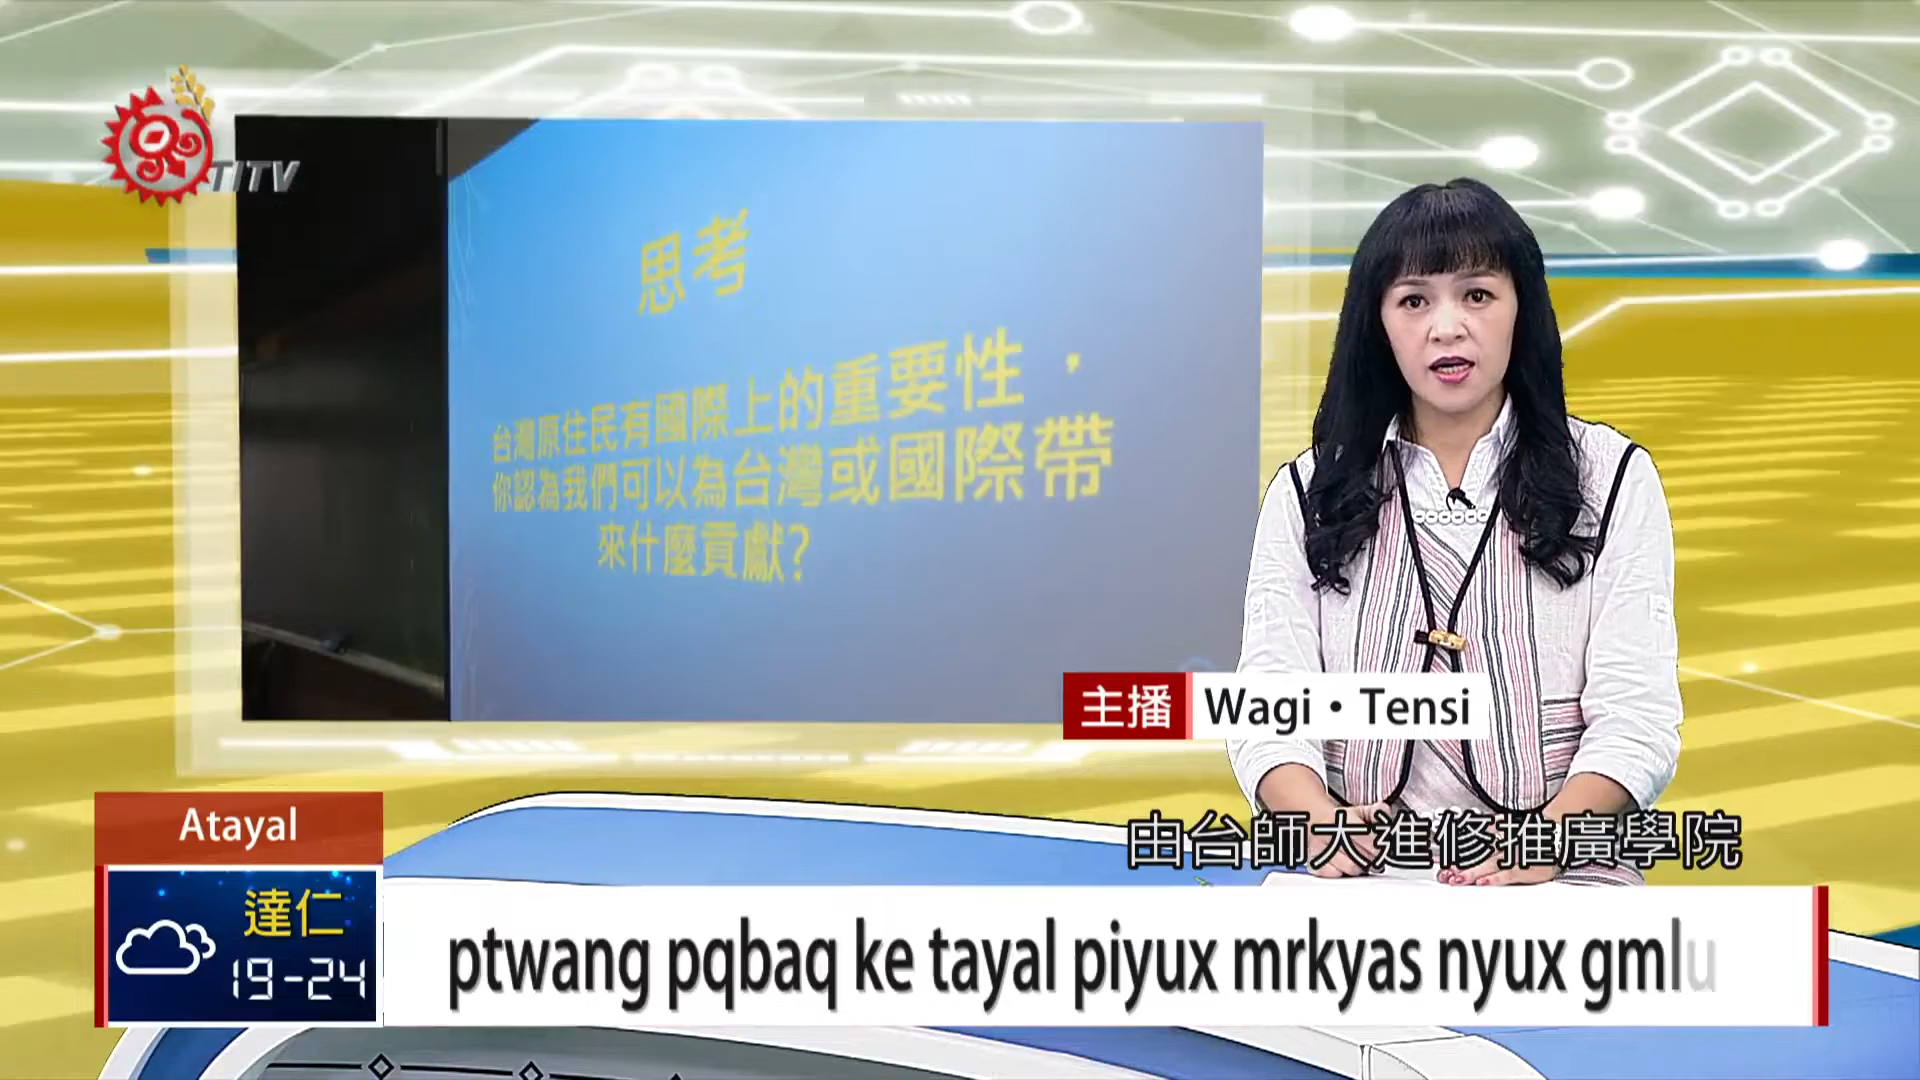 TITV
思考
台灣原住民有國際上的重要性，
你認為我們可以為台灣或國際帶
來什麼貢獻?
主播 Wagi·Tensi
Atayal
由台師大進修推廣學院
達仁
19-24
ptwang pqbaq ke tayal piyux mrkyas nyux gmlu